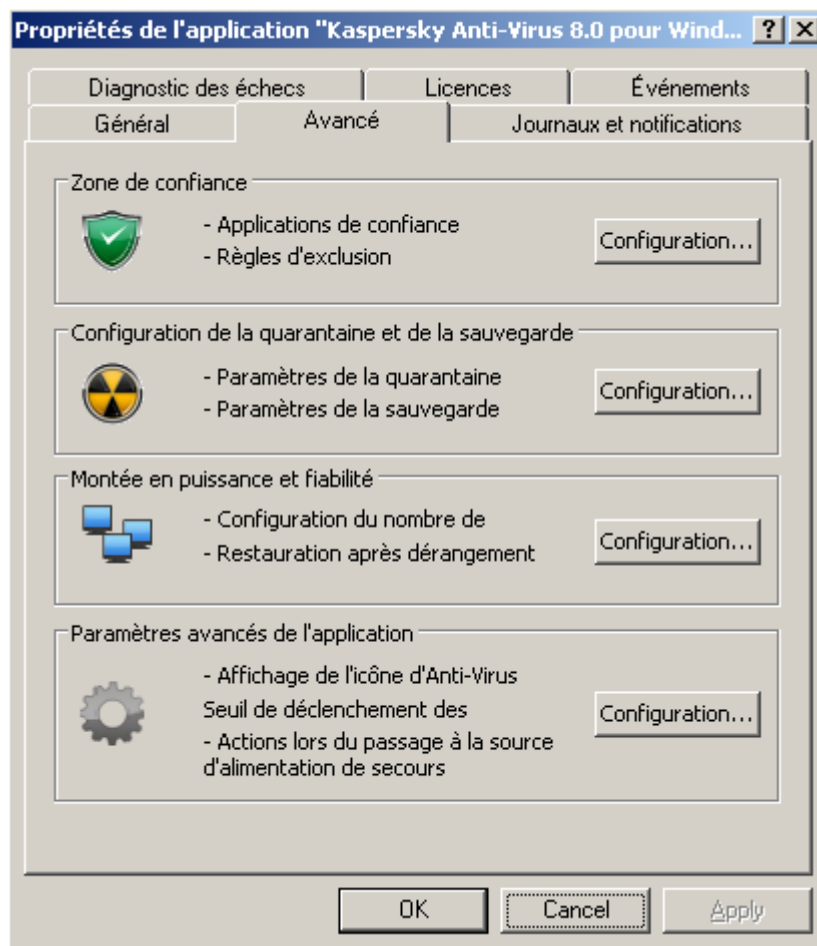 Propriétés de l'application "Kaspersky Anti-Virus 8.0 pour Wind...
Diagnostic des échecs
Licences
Événements
Général
Avancé
Journaux et notifications
Zone de confiance
- Applications de confiance
- Règles d'exclusion
Configuration...
Configuration de la quarantaine et de la sauvegarde
- Paramètres de la quarantaine
- Paramètres de la sauvegarde
Configuration...
Montée en puissance et fiabilité
- Configuration du nombre de
- Restauration après dérangement
Configuration...
Paramètres avancés de l'application
- Affichage de l'icône d'Anti-Virus
Seuil de déclenchement des
- Actions lors du passage à la source
d'alimentation de secours
Configuration...
OK
Cancel
Apply